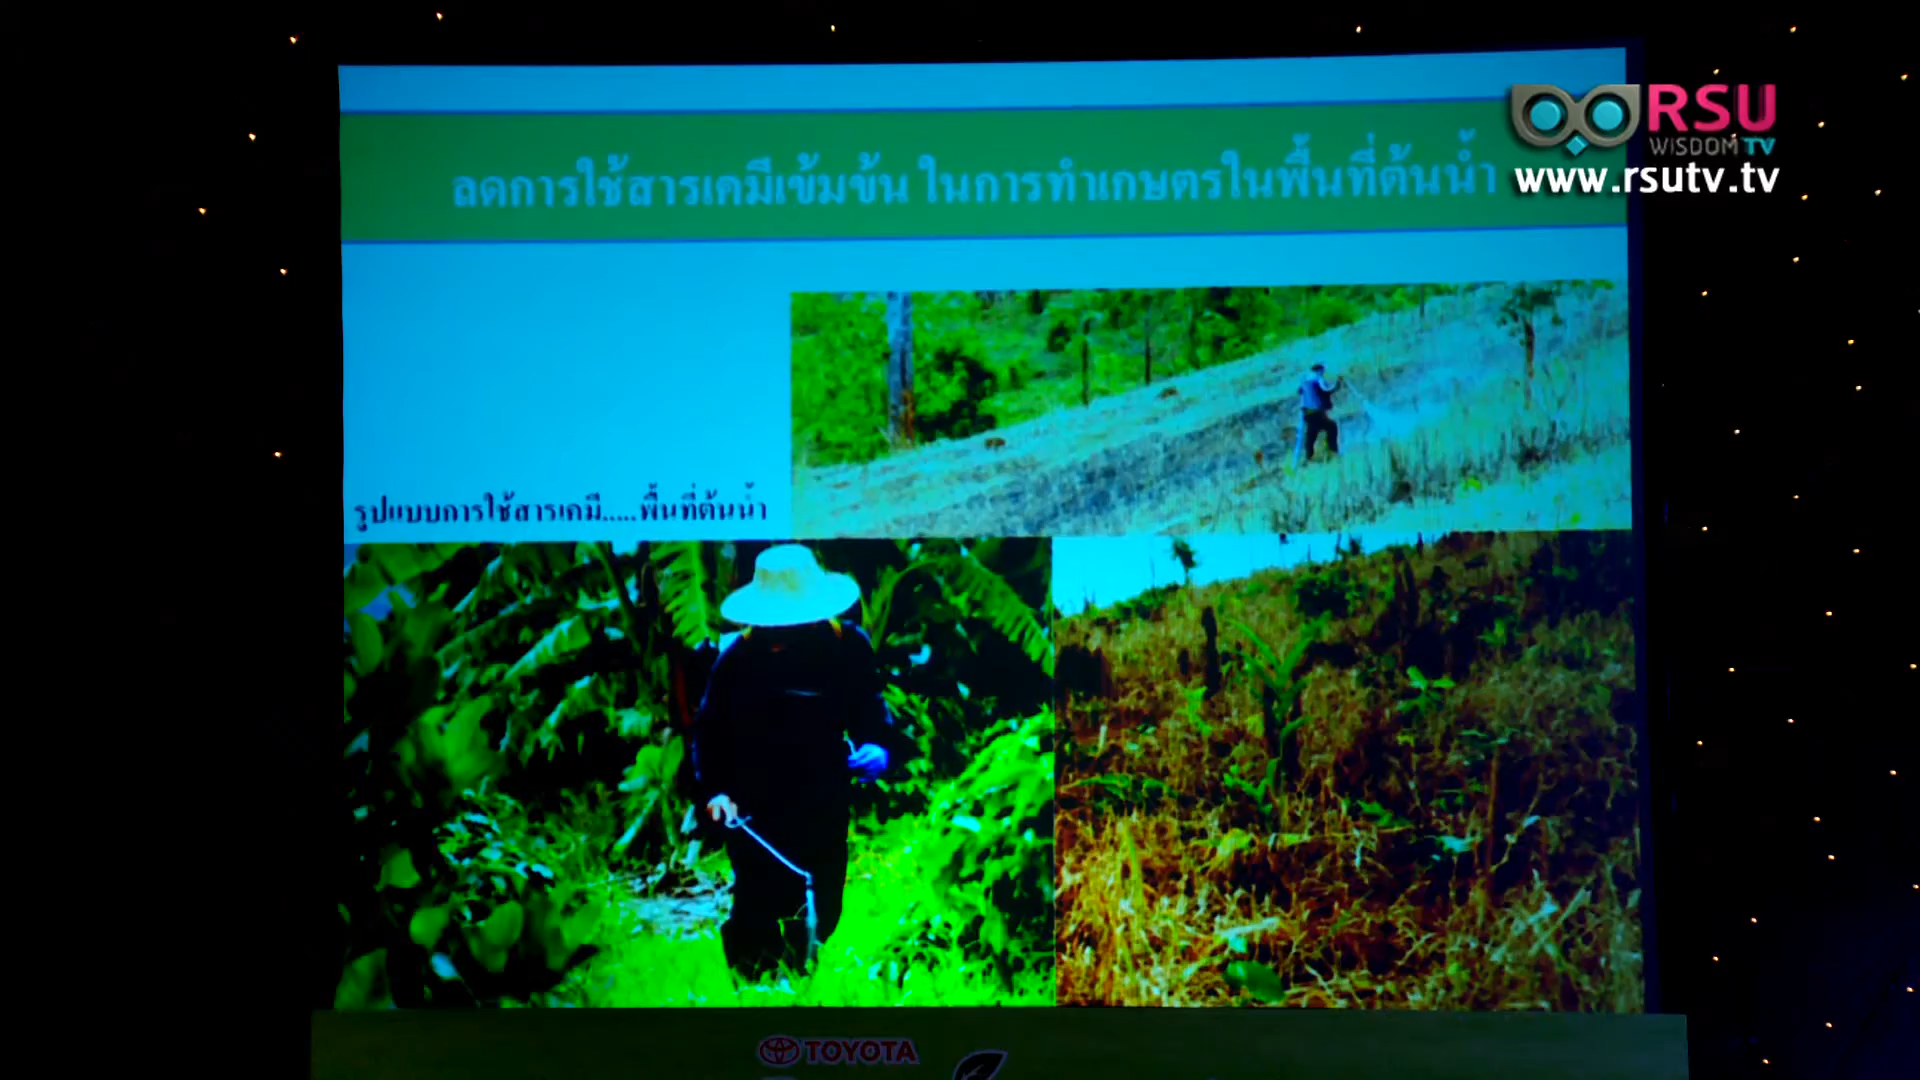 RSU
WISDOM TV
www.rsutv.tv
ลดการใช้สารเคมีเข้มข้น ในการทำเกษตรในพื้นที่ต้นน้ำ
รูปแบบการใช้สารเคมี.....พื้นที่ต้นน้ำ
TOYOTA